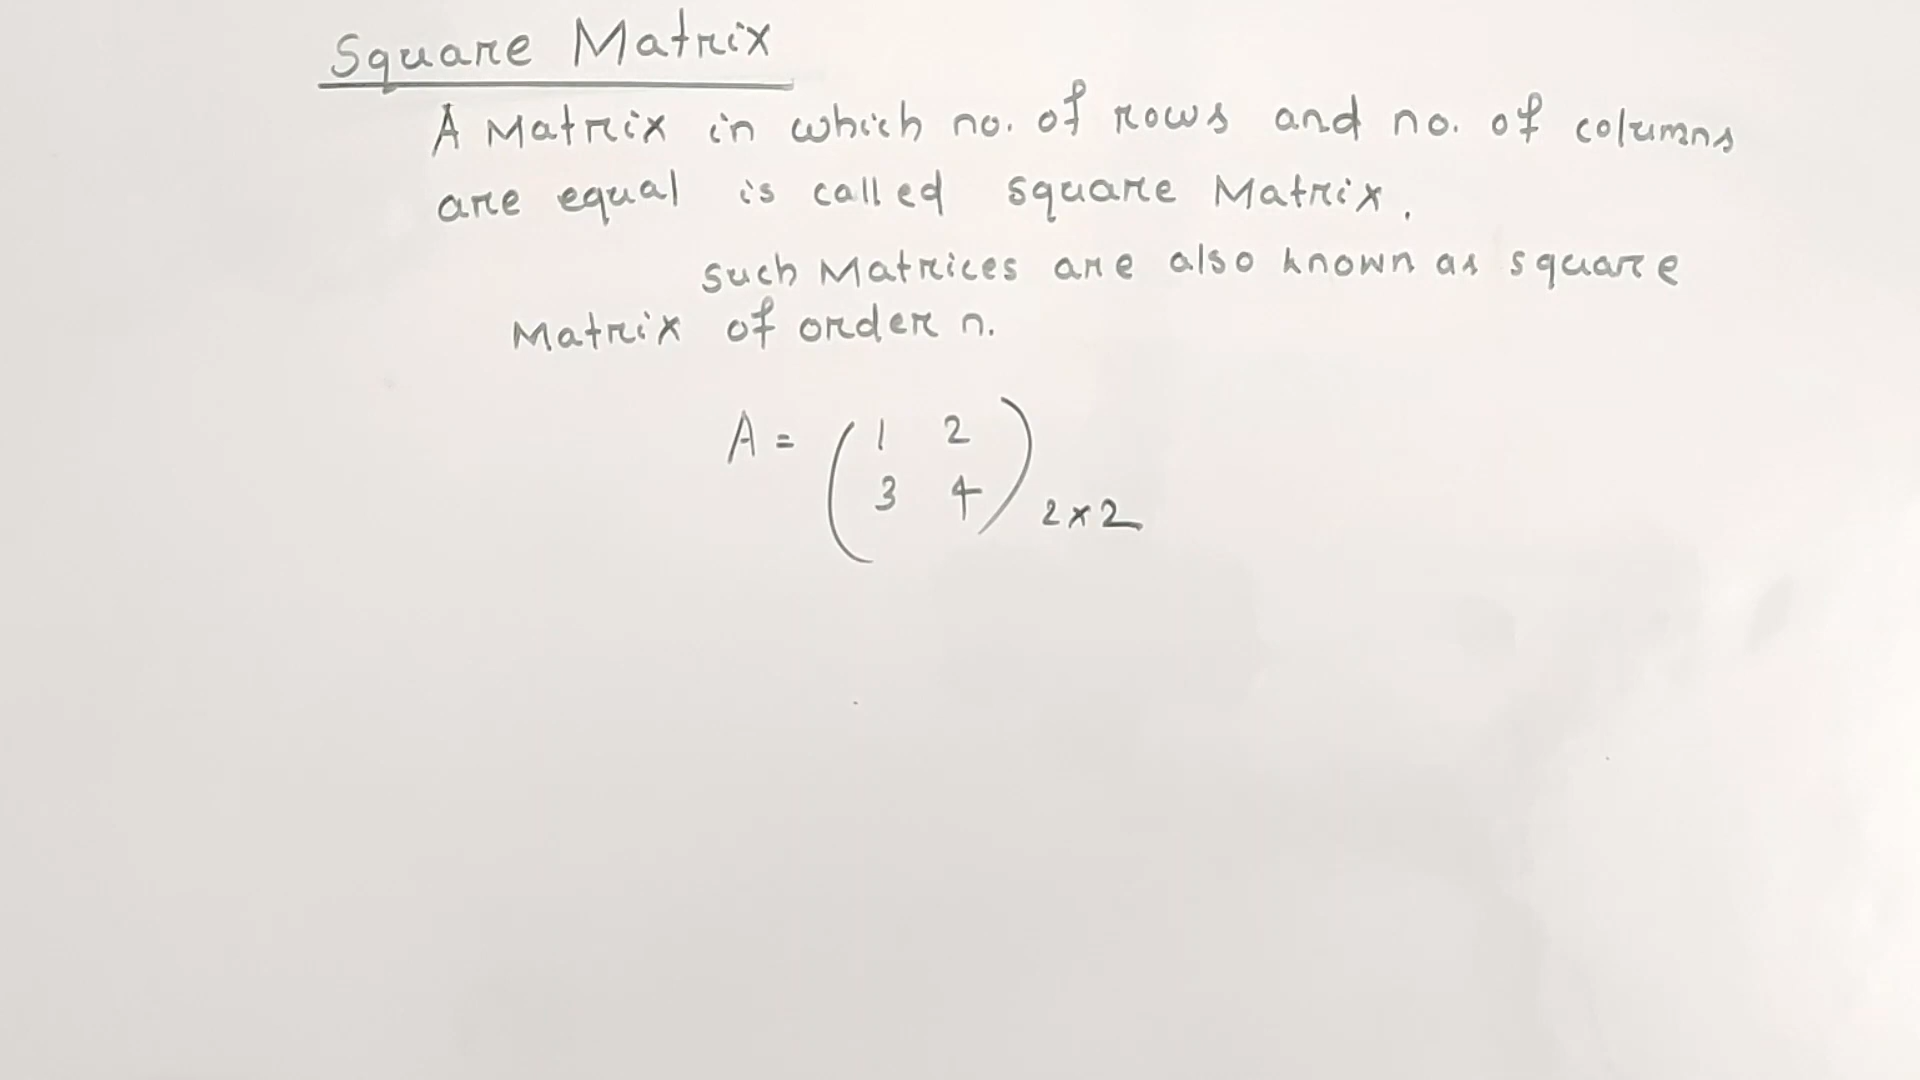 Square Matrix
A Matrix in which no. of rows and no. of columns
are equal is called square Matrix.
such Matrices are also known as square
Matrix of order n.
A = ( 1 2
3 4 ) 2×2